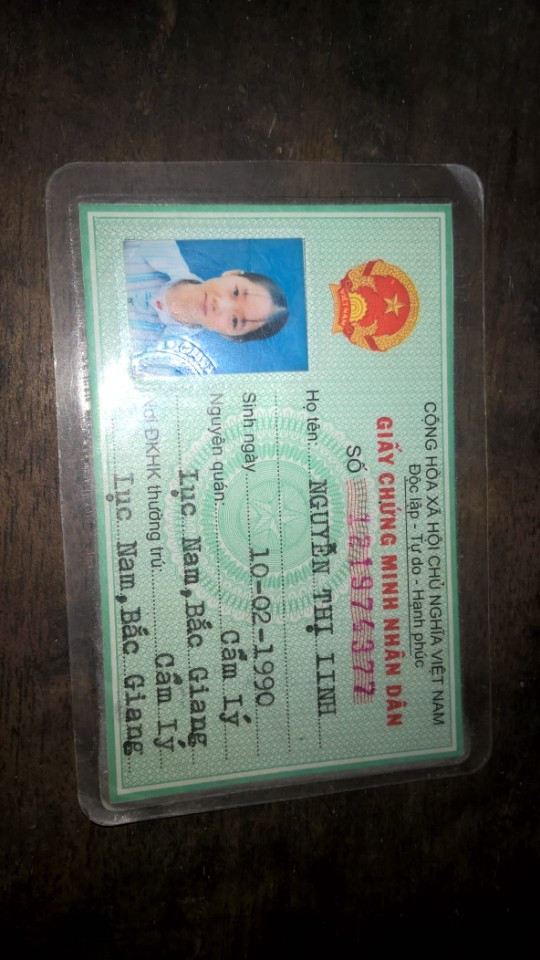 CỘNG HÒA XÃ HỘI CHỦ NGHĨA VIỆT NAM
Độc lập - Tự do - Hạnh phúc
GIẤY CHỨNG MINH NHÂN DÂN
SỐ 121974377
Họ tên: NGUYỄN THỊ LINH
Sinh ngày 10-02-1990
Nguyên quán Cẩm Lý
Lục Nam, Bắc Giang
Nơi ĐKHK thường trú: Cẩm Lý
Lục Nam, Bắc Giang
VIỆT NAM